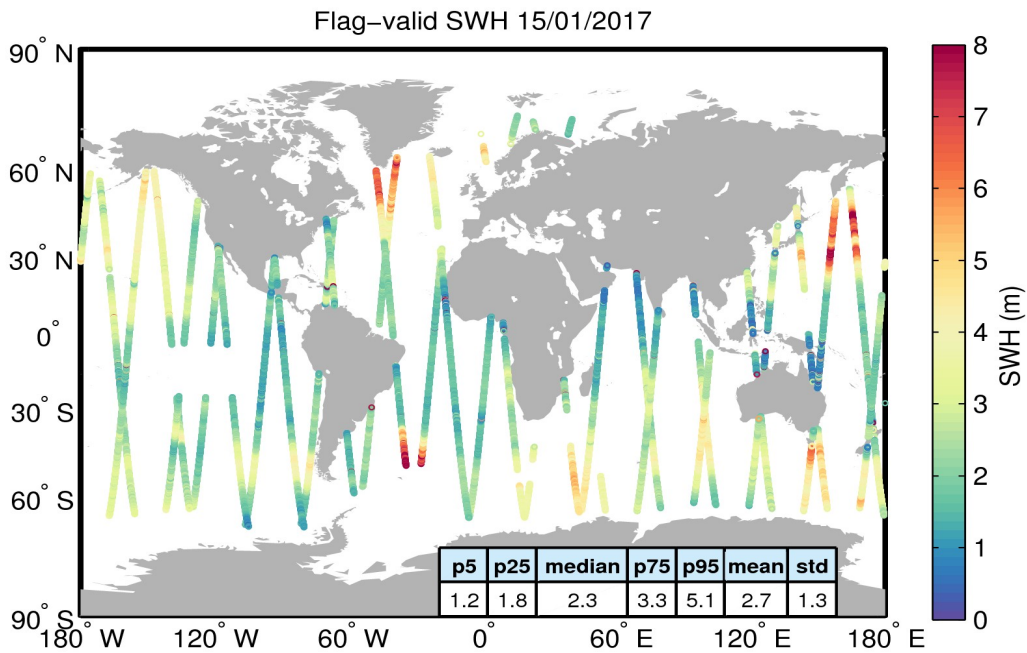 Flag−valid SWH 15/01/2017
90° N
60° N
30° N
0°
30° S
60° S
90° S
180° W
120° W
60° W
0°
60° E
120° E
180° E
p5 p25 median p75 p95 mean std
1.2 1.8 2.3 3.3 5.1 2.7 1.3
8
7
6
5
4
3
2
1
0
SWH (m)